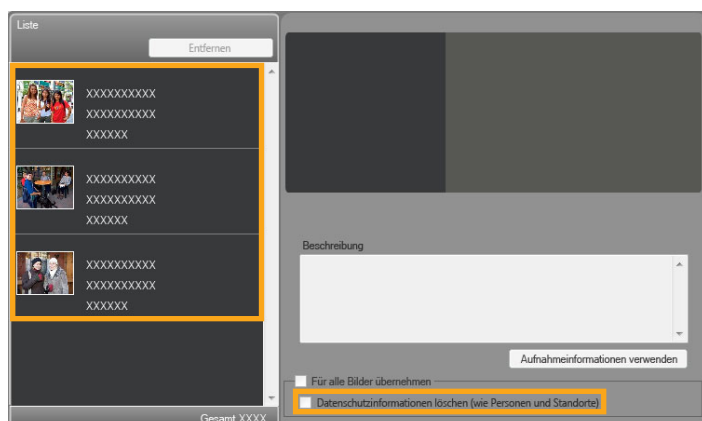 Liste
Entfernen
XXXXXXXXXX
XXXXXXXXXX
XXXXXX
XXXXXXXXXX
XXXXXXXXXX
XXXXXX
XXXXXXXXXX
XXXXXXXXXX
XXXXXX
Gesamt XXXX
Beschreibung
Aufnahmeinformationen verwenden
Für alle Bilder übernehmen
Datenschutzinformationen löschen (wie Personen und Standorte)